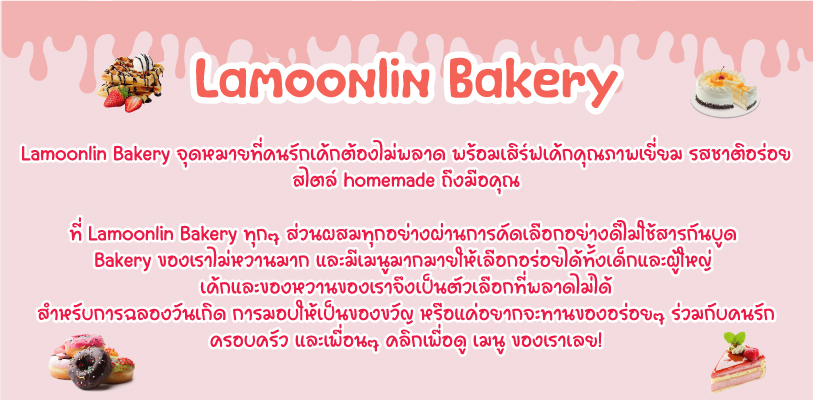 Lamoonlin Bakery
Lamoonlin Bakery จุดหมายที่คนรักเค้กต้องไม่พลาด พร้อมเสิร์ฟเค้กคุณภาพเยี่ยม รสชาติอร่อย
สไตล์ homemade ถึงมือคุณ
ที่ Lamoonlin Bakery ทุกๆ ส่วนผสมทุกอย่างผ่านการคัดเลือกอย่างดีไม่ใช้สารกันบูด
Bakery ของเราไม่หวานมาก และมีเมนูมากมายให้เลือกอร่อยได้ทั้งเด็กและผู้ใหญ่
เค้กและของหวานของเราจึงเป็นตัวเลือกที่พลาดไม่ได้
สำหรับการฉลองวันเกิด การมอบให้เป็นของขวัญ หรือแค่อยากจะทานของอร่อยๆ ร่วมกับคนรัก
ครอบครัว และเพื่อนๆ คลิกเพื่อดู เมนู ของเราเลย!